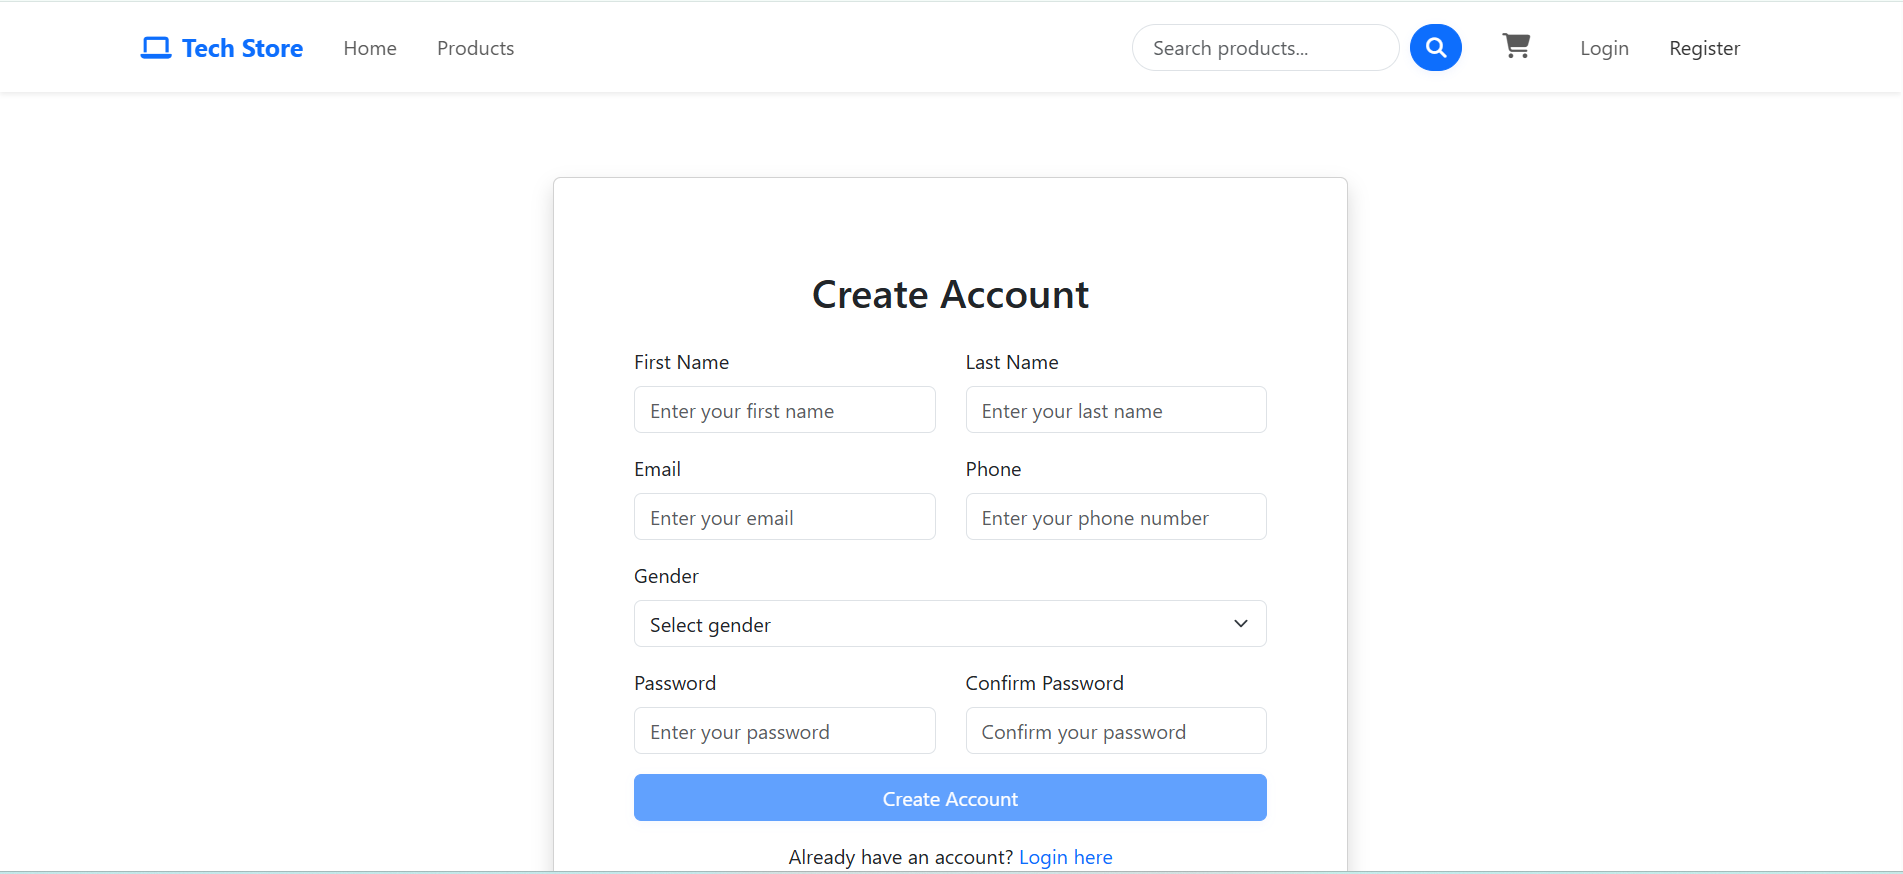 Tech Store Home Products Search products... Login Register
Create Account
First Name Last Name
Enter your first name Enter your last name
Email Phone
Enter your email Enter your phone number
Gender
Select gender
Password Confirm Password
Enter your password Confirm your password
Create Account
Already have an account? Login here